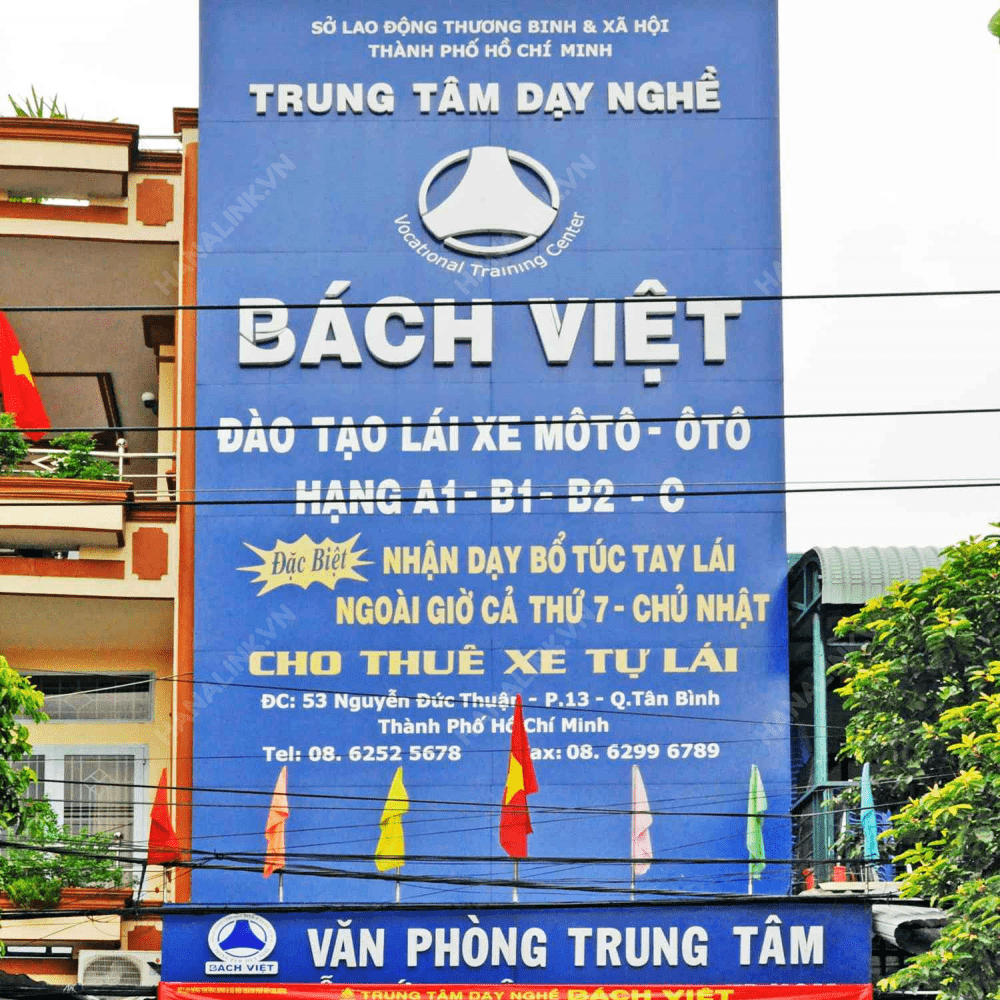 SỞ LAO ĐỘNG THƯƠNG BINH & XÃ HỘI
THÀNH PHỐ HỒ CHÍ MINH
TRUNG TÂM DẠY NGHỀ
Vocational Training Center
BÁCH VIỆT
ĐÀO TẠO LÁI XE MÔTÔ - ÔTÔ
HẠNG A1 - B1 - B2 - C
Đặc Biệt
NHẬN DẠY BỔ TÚC TAY LÁI
NGOÀI GIỜ CẢ THỨ 7 - CHỦ NHẬT
CHO THUÊ XE TỰ LÁI
ĐC: 53 Nguyễn Đức Thuận - P.13 - Q.Tân Bình
Thành Phố Hồ Chí Minh
Tel: 08. 6252 5678 Fax: 08. 6299 6789
BÁCH VIỆT
VĂN PHÒNG TRUNG TÂM
TRUNG TÂM DẠY NGHỀ BÁCH VIỆT
HANALINK.VN